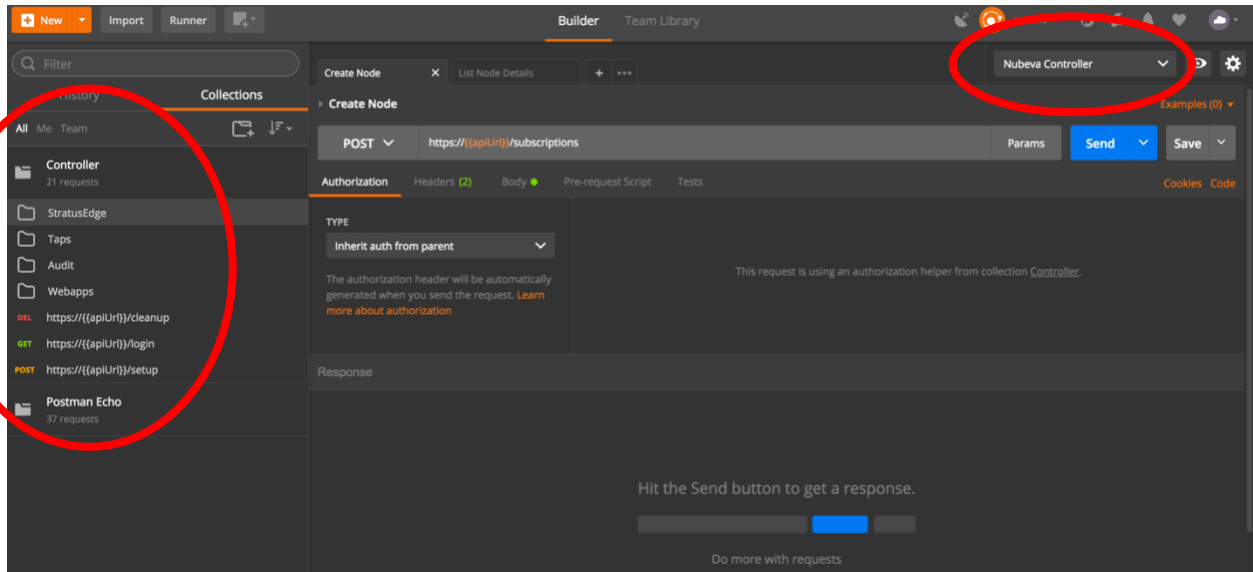 New
Import
Runner
Builder
Team Library
Filter
History
Collections
All Me Team
Controller
21 requests
StratusEdge
Taps
Audit
Webapps
DEL https://{{apiUrl}}/cleanup
GET https://{{apiUrl}}/login
POST https://{{apiUrl}}/setup
Postman Echo
37 requests
Create Node
List Node Details
Nubeva Controller
Create Node
Examples (0)
POST
https://{{apiUrl}}/subscriptions
Params
Send
Save
Authorization
Headers (2)
Body
Pre-request Script
Tests
Cookies
Code
TYPE
Inherit auth from parent
The authorization header will be automatically
generated when you send the request. Learn
more about authorization
This request is using an authorization helper from collection Controller.
Response
Hit the Send button to get a response.
Do more with requests